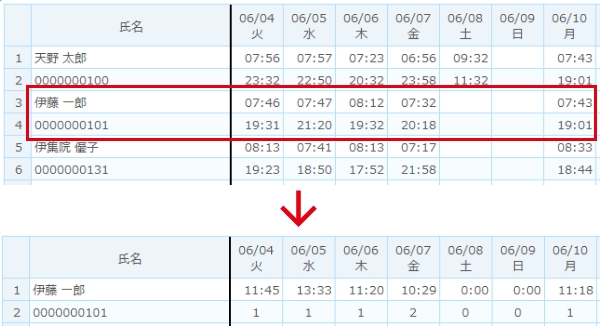 氏名 06/04 06/05 06/06 06/07 06/08 06/09 06/10
火 水 木 金 土 日 月
1 天野 太郎 07:56 07:57 07:23 06:56 09:32 07:43
2 0000000100 23:32 22:50 20:32 23:58 11:32 19:01
3 伊藤 一郎 07:46 07:47 08:12 07:32 07:43
4 0000000101 19:31 21:20 19:32 20:18 19:01
5 伊集院 優子 08:13 07:41 08:13 07:17 08:33
6 0000000131 19:23 18:50 17:52 21:58 18:44
氏名 06/04 06/05 06/06 06/07 06/08 06/09 06/10
火 水 木 金 土 日 月
1 伊藤 一郎 11:45 13:33 11:20 10:29 0:00 0:00 11:18
2 0000000101 1 1 1 2 0 0 1